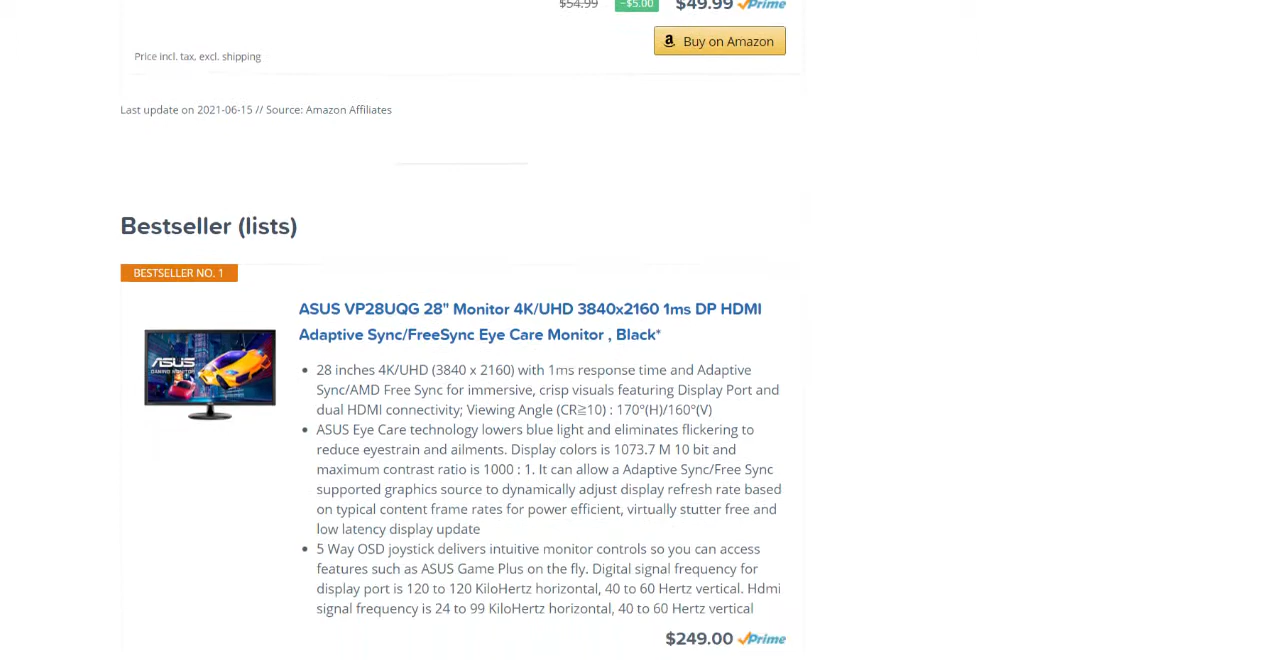 $54.99 −$5.00 $49.99 Prime
Buy on Amazon
Price incl. tax, excl. shipping
Last update on 2021-06-15 // Source: Amazon Affiliates
Bestseller (lists)
BESTSELLER NO. 1
ASUS VP28UQG 28" Monitor 4K/UHD 3840x2160 1ms DP HDMI
Adaptive Sync/FreeSync Eye Care Monitor , Black*
ASUS
GAMING MONITOR
• 28 inches 4K/UHD (3840 x 2160) with 1ms response time and Adaptive
Sync/AMD Free Sync for immersive, crisp visuals featuring Display Port and
dual HDMI connectivity; Viewing Angle (CR≧10) : 170°(H)/160°(V)
• ASUS Eye Care technology lowers blue light and eliminates flickering to
reduce eyestrain and ailments. Display colors is 1073.7 M 10 bit and
maximum contrast ratio is 1000 : 1. It can allow a Adaptive Sync/Free Sync
supported graphics source to dynamically adjust display refresh rate based
on typical content frame rates for power efficient, virtually stutter free and
low latency display update
• 5 Way OSD joystick delivers intuitive monitor controls so you can access
features such as ASUS Game Plus on the fly. Digital signal frequency for
display port is 120 to 120 KiloHertz horizontal, 40 to 60 Hertz vertical. Hdmi
signal frequency is 24 to 99 KiloHertz horizontal, 40 to 60 Hertz vertical
$249.00 Prime